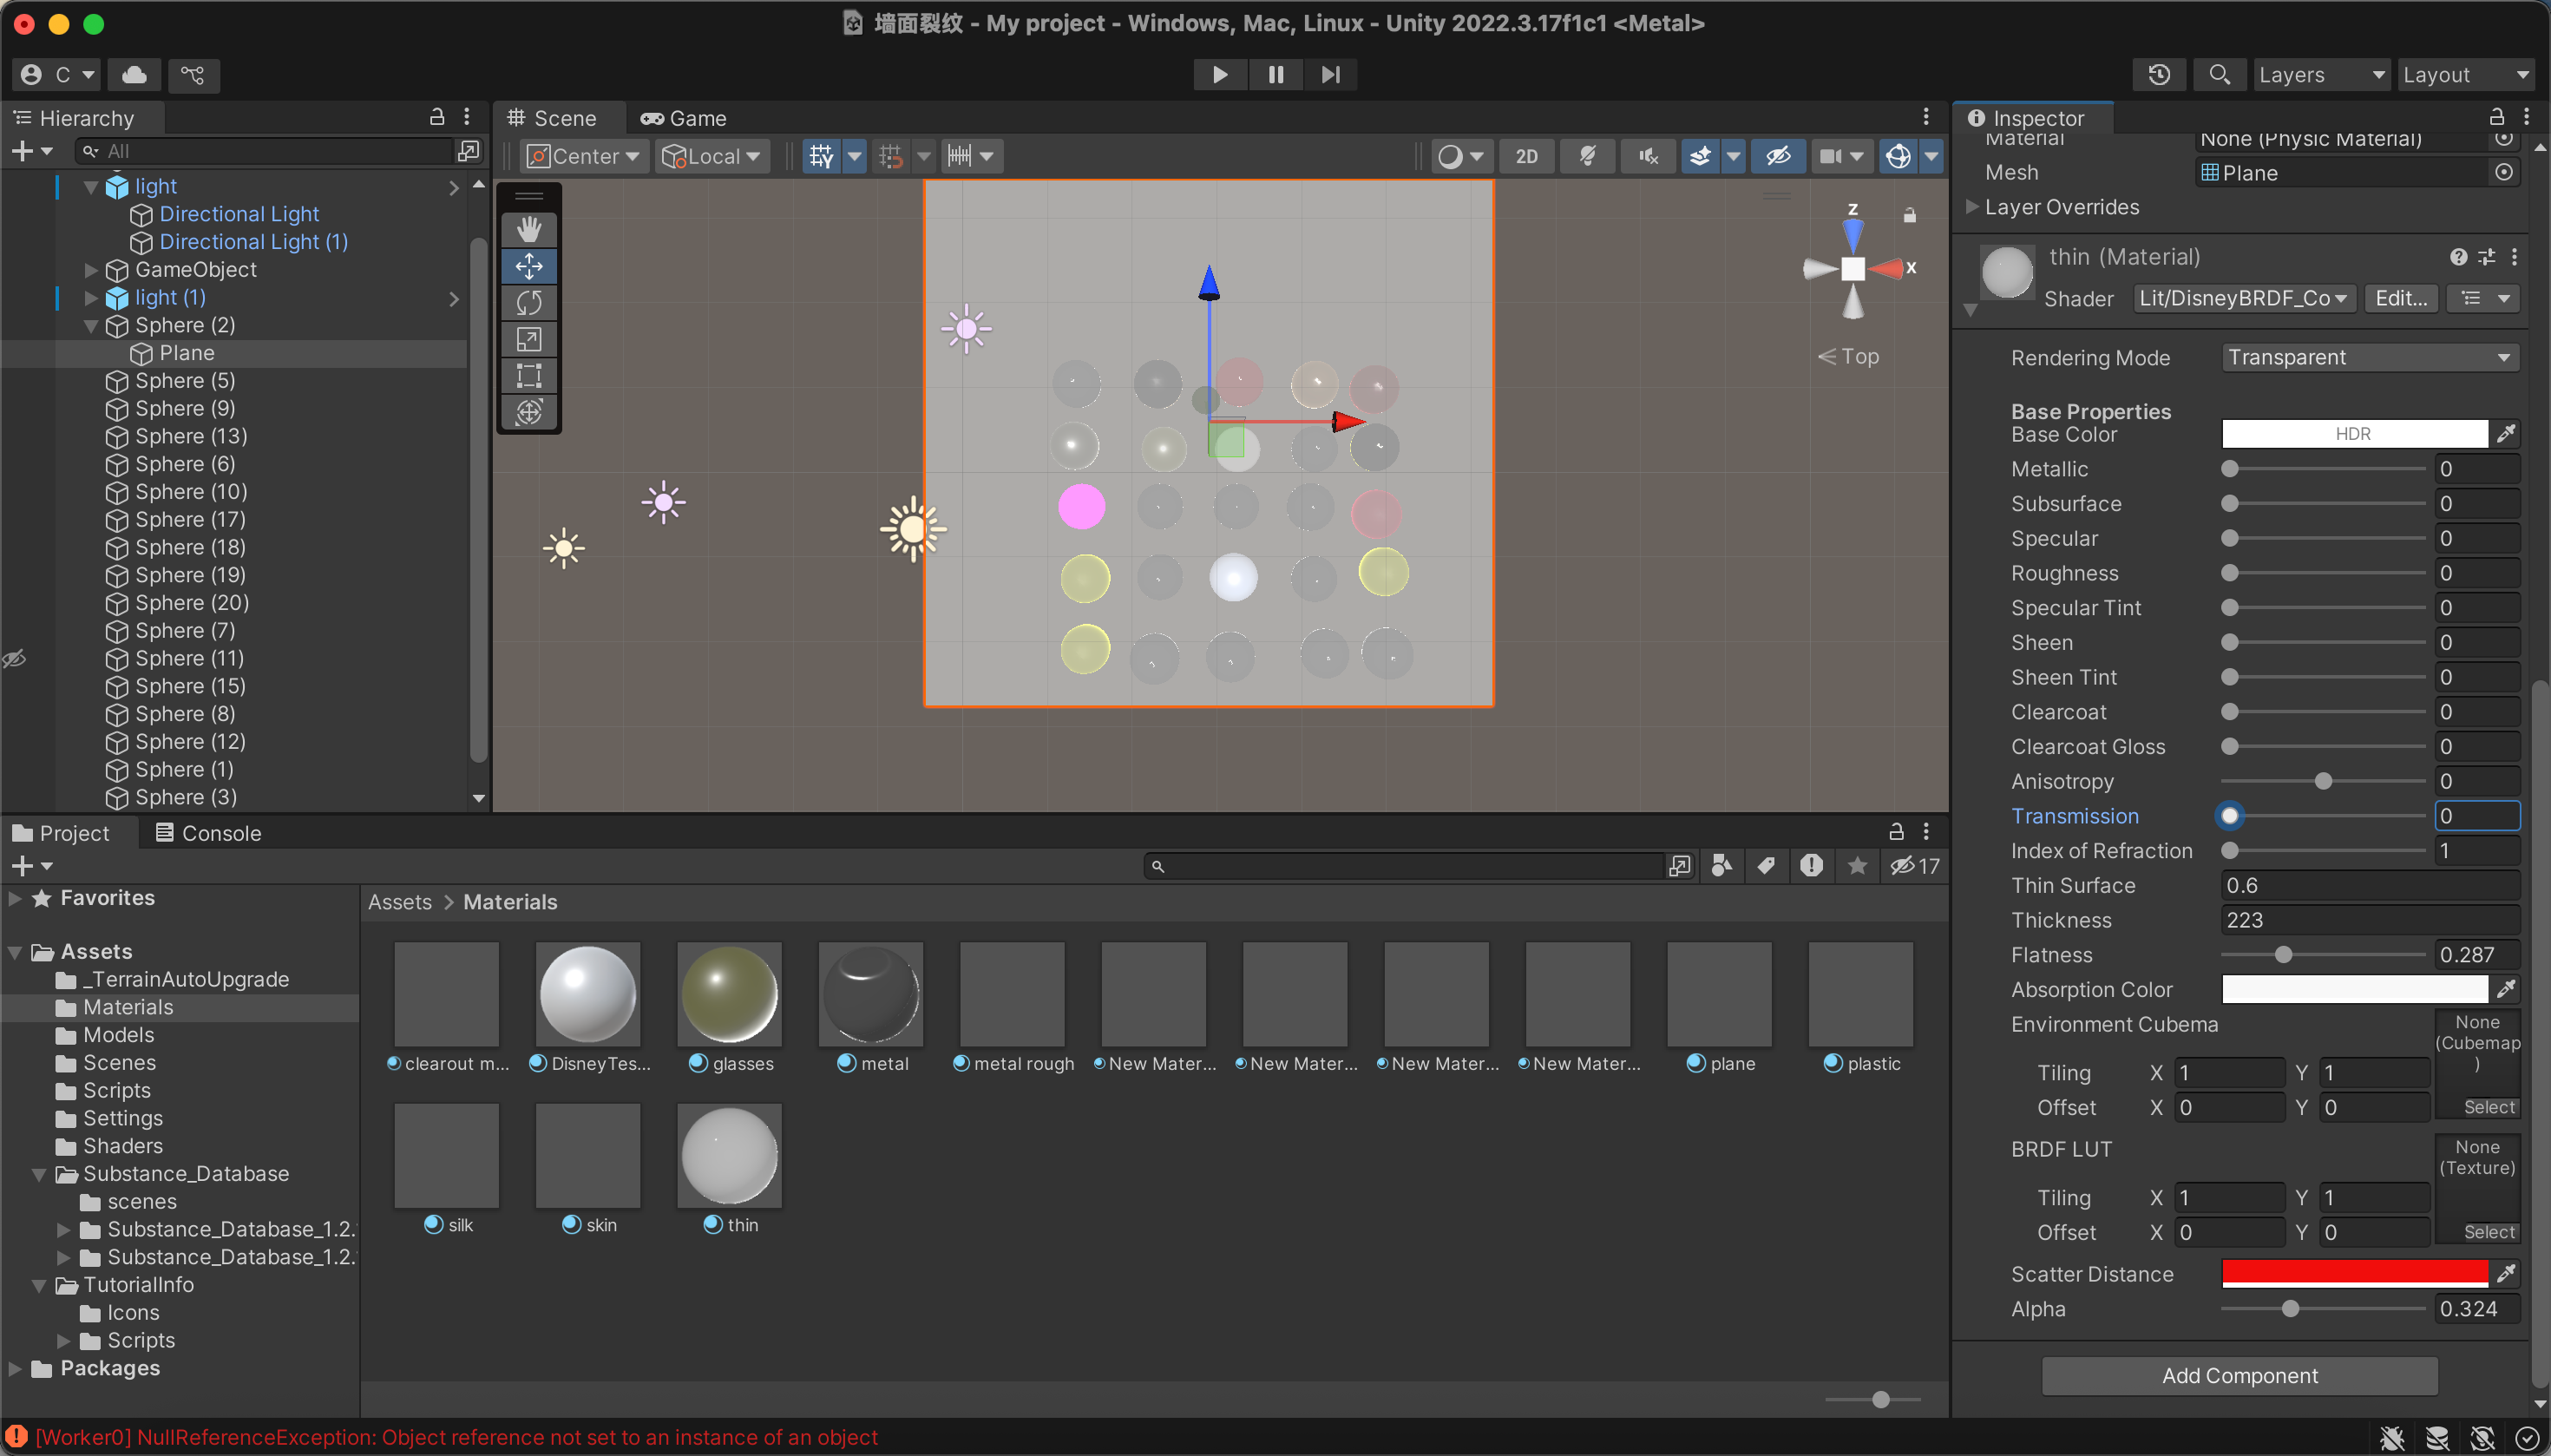 墙面裂纹 - My project - Windows, Mac, Linux - Unity 2022.3.17f1c1 <Metal>
C
Layers
Layout
Hierarchy
All
light
Directional Light
Directional Light (1)
GameObject
light (1)
Sphere (2)
Plane
Sphere (5)
Sphere (9)
Sphere (13)
Sphere (6)
Sphere (10)
Sphere (17)
Sphere (18)
Sphere (19)
Sphere (20)
Sphere (7)
Sphere (11)
Sphere (15)
Sphere (8)
Sphere (12)
Sphere (1)
Sphere (3)
Scene
Game
Center
Local
2D
z
x
Top
Inspector
Material
None (Physic Material)
Mesh
Plane
Layer Overrides
thin (Material)
Shader
Lit/DisneyBRDF_Co
Edit...
Rendering Mode
Transparent
Base Properties
Base Color
HDR
Metallic
0
Subsurface
0
Specular
0
Roughness
0
Specular Tint
0
Sheen
0
Sheen Tint
0
Clearcoat
0
Clearcoat Gloss
0
Anisotropy
0
Transmission
0
Index of Refraction
1
Thin Surface
0.6
Thickness
223
Flatness
0.287
Absorption Color
Environment Cubema
None
(Cubemap
)
Tiling X 1 Y 1
Offset X 0 Y 0
Select
BRDF LUT
None
(Texture)
Tiling X 1 Y 1
Offset X 0 Y 0
Select
Scatter Distance
Alpha
0.324
Add Component
Project
Console
17
Favorites
Assets
_TerrainAutoUpgrade
Materials
Models
Scenes
Scripts
Settings
Shaders
Substance_Database
scenes
Substance_Database_1.2.
Substance_Database_1.2.
TutorialInfo
Icons
Scripts
Packages
Assets > Materials
clearout m...
DisneyTes...
glasses
metal
metal rough
New Mater...
New Mater...
New Mater...
New Mater...
plane
plastic
silk
skin
thin
[Worker0] NullReferenceException: Object reference not set to an instance of an object